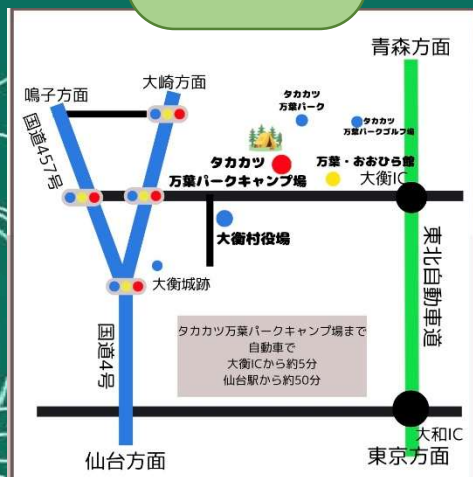 青森方面
大崎方面
鳴子方面
タカカツ
万葉パーク
タカカツ
万葉パークゴルフ場
国道457号
タカカツ
万葉パークキャンプ場
万葉・おおひら館
大衡IC
大衡村役場
大衡城跡
東北自動車道
国道4号
タカカツ万葉パークキャンプ場まで
自動車で
大衡ICから約5分
仙台駅から約50分
大和IC
仙台方面
東京方面